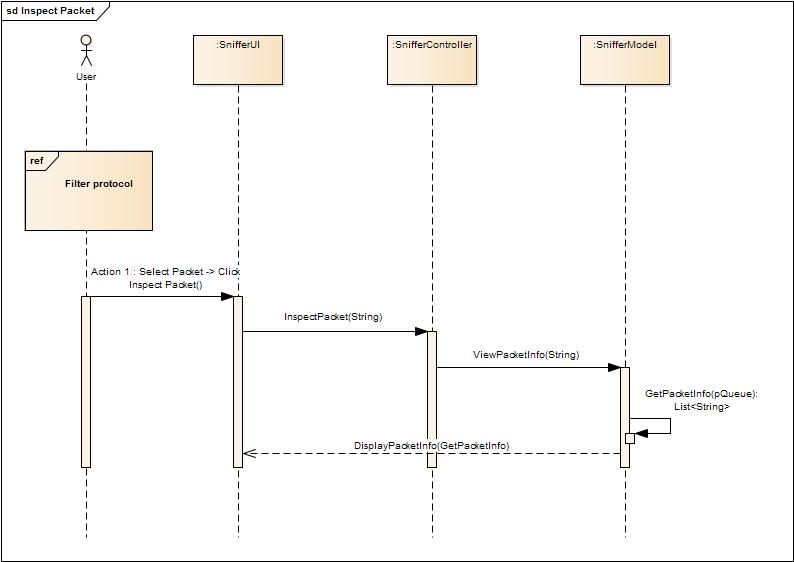 sd Inspect Packet
:SnifferUI
:SnifferController
:SnifferModel
User
ref
Filter protocol
Action 1 : Select Packet -> Click
Inspect Packet()
InspectPacket(String)
ViewPacketInfo(String)
GetPacketInfo(pQueue):
List<String>
DisplayPacketInfo(GetPacketInfo)